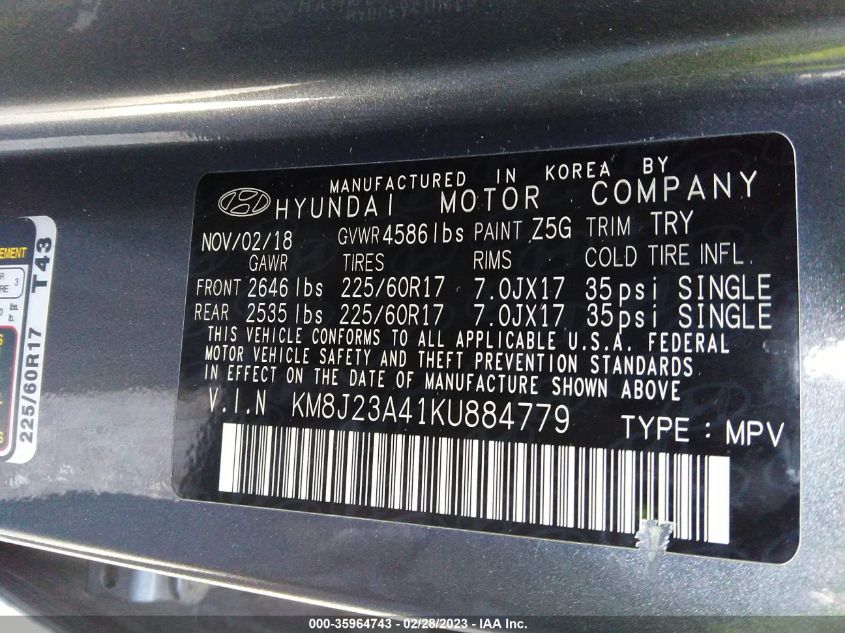 MANUFACTURED IN KOREA BY
HYUNDAI MOTOR COMPANY
NOV/02/18 GVWR 4586 lbs PAINT Z5G TRIM TRY
GAWR TIRES RIMS COLD TIRE INFL.
FRONT 2646 lbs 225/60R17 7.0JX17 35psi SINGLE
REAR 2535 lbs 225/60R17 7.0JX17 35psi SINGLE
THIS VEHICLE CONFORMS TO ALL APPLICABLE U.S.A. FEDERAL
MOTOR VEHICLE SAFETY AND THEFT PREVENTION STANDARDS
IN EFFECT ON THE DATE OF MANUFACTURE SHOWN ABOVE
V.I.N KM8J23A41KU884779 TYPE : MPV
225/60R17 T43
000-35964743 - 02/28/2023 - IAA Inc.